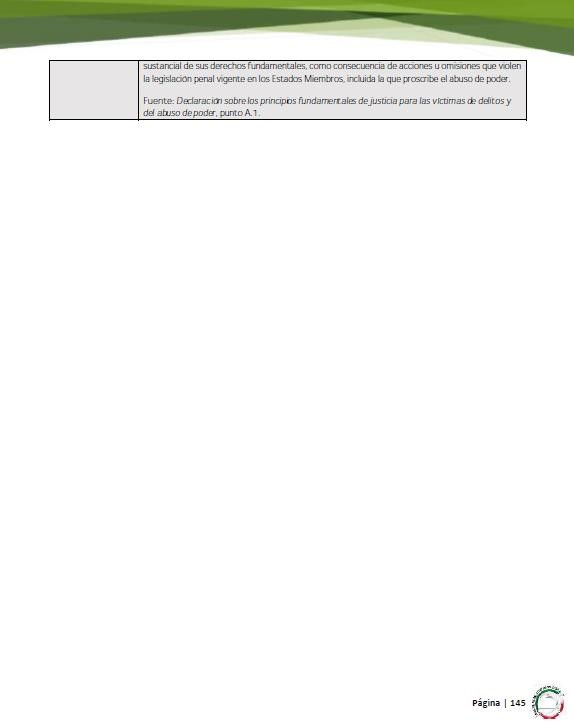 sustancial de sus derechos fundamentales, como consecuencia de acciones u omisiones que violen
la legislación penal vigente en los Estados Miembros, incluida la que proscribe el abuso de poder.
Fuente: Declaración sobre los principios fundamentales de justicia para las víctimas de delitos y
del abuso de poder, punto A.1.
Página | 145